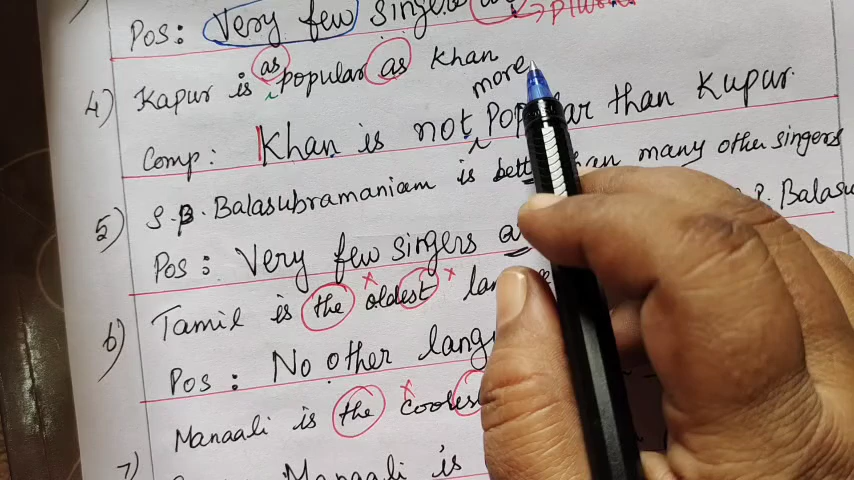 Pos: Very few singers
4) Kapur is as popular as Khan
more
Comp: Khan is not popular than Kupur.
5) S.P. Balasubramaniam is than many other singers
Pos: Very few singers P. Balasu
6) Tamil is the oldest
Pos: No other
Manaali is the coolest
7) Manaali is